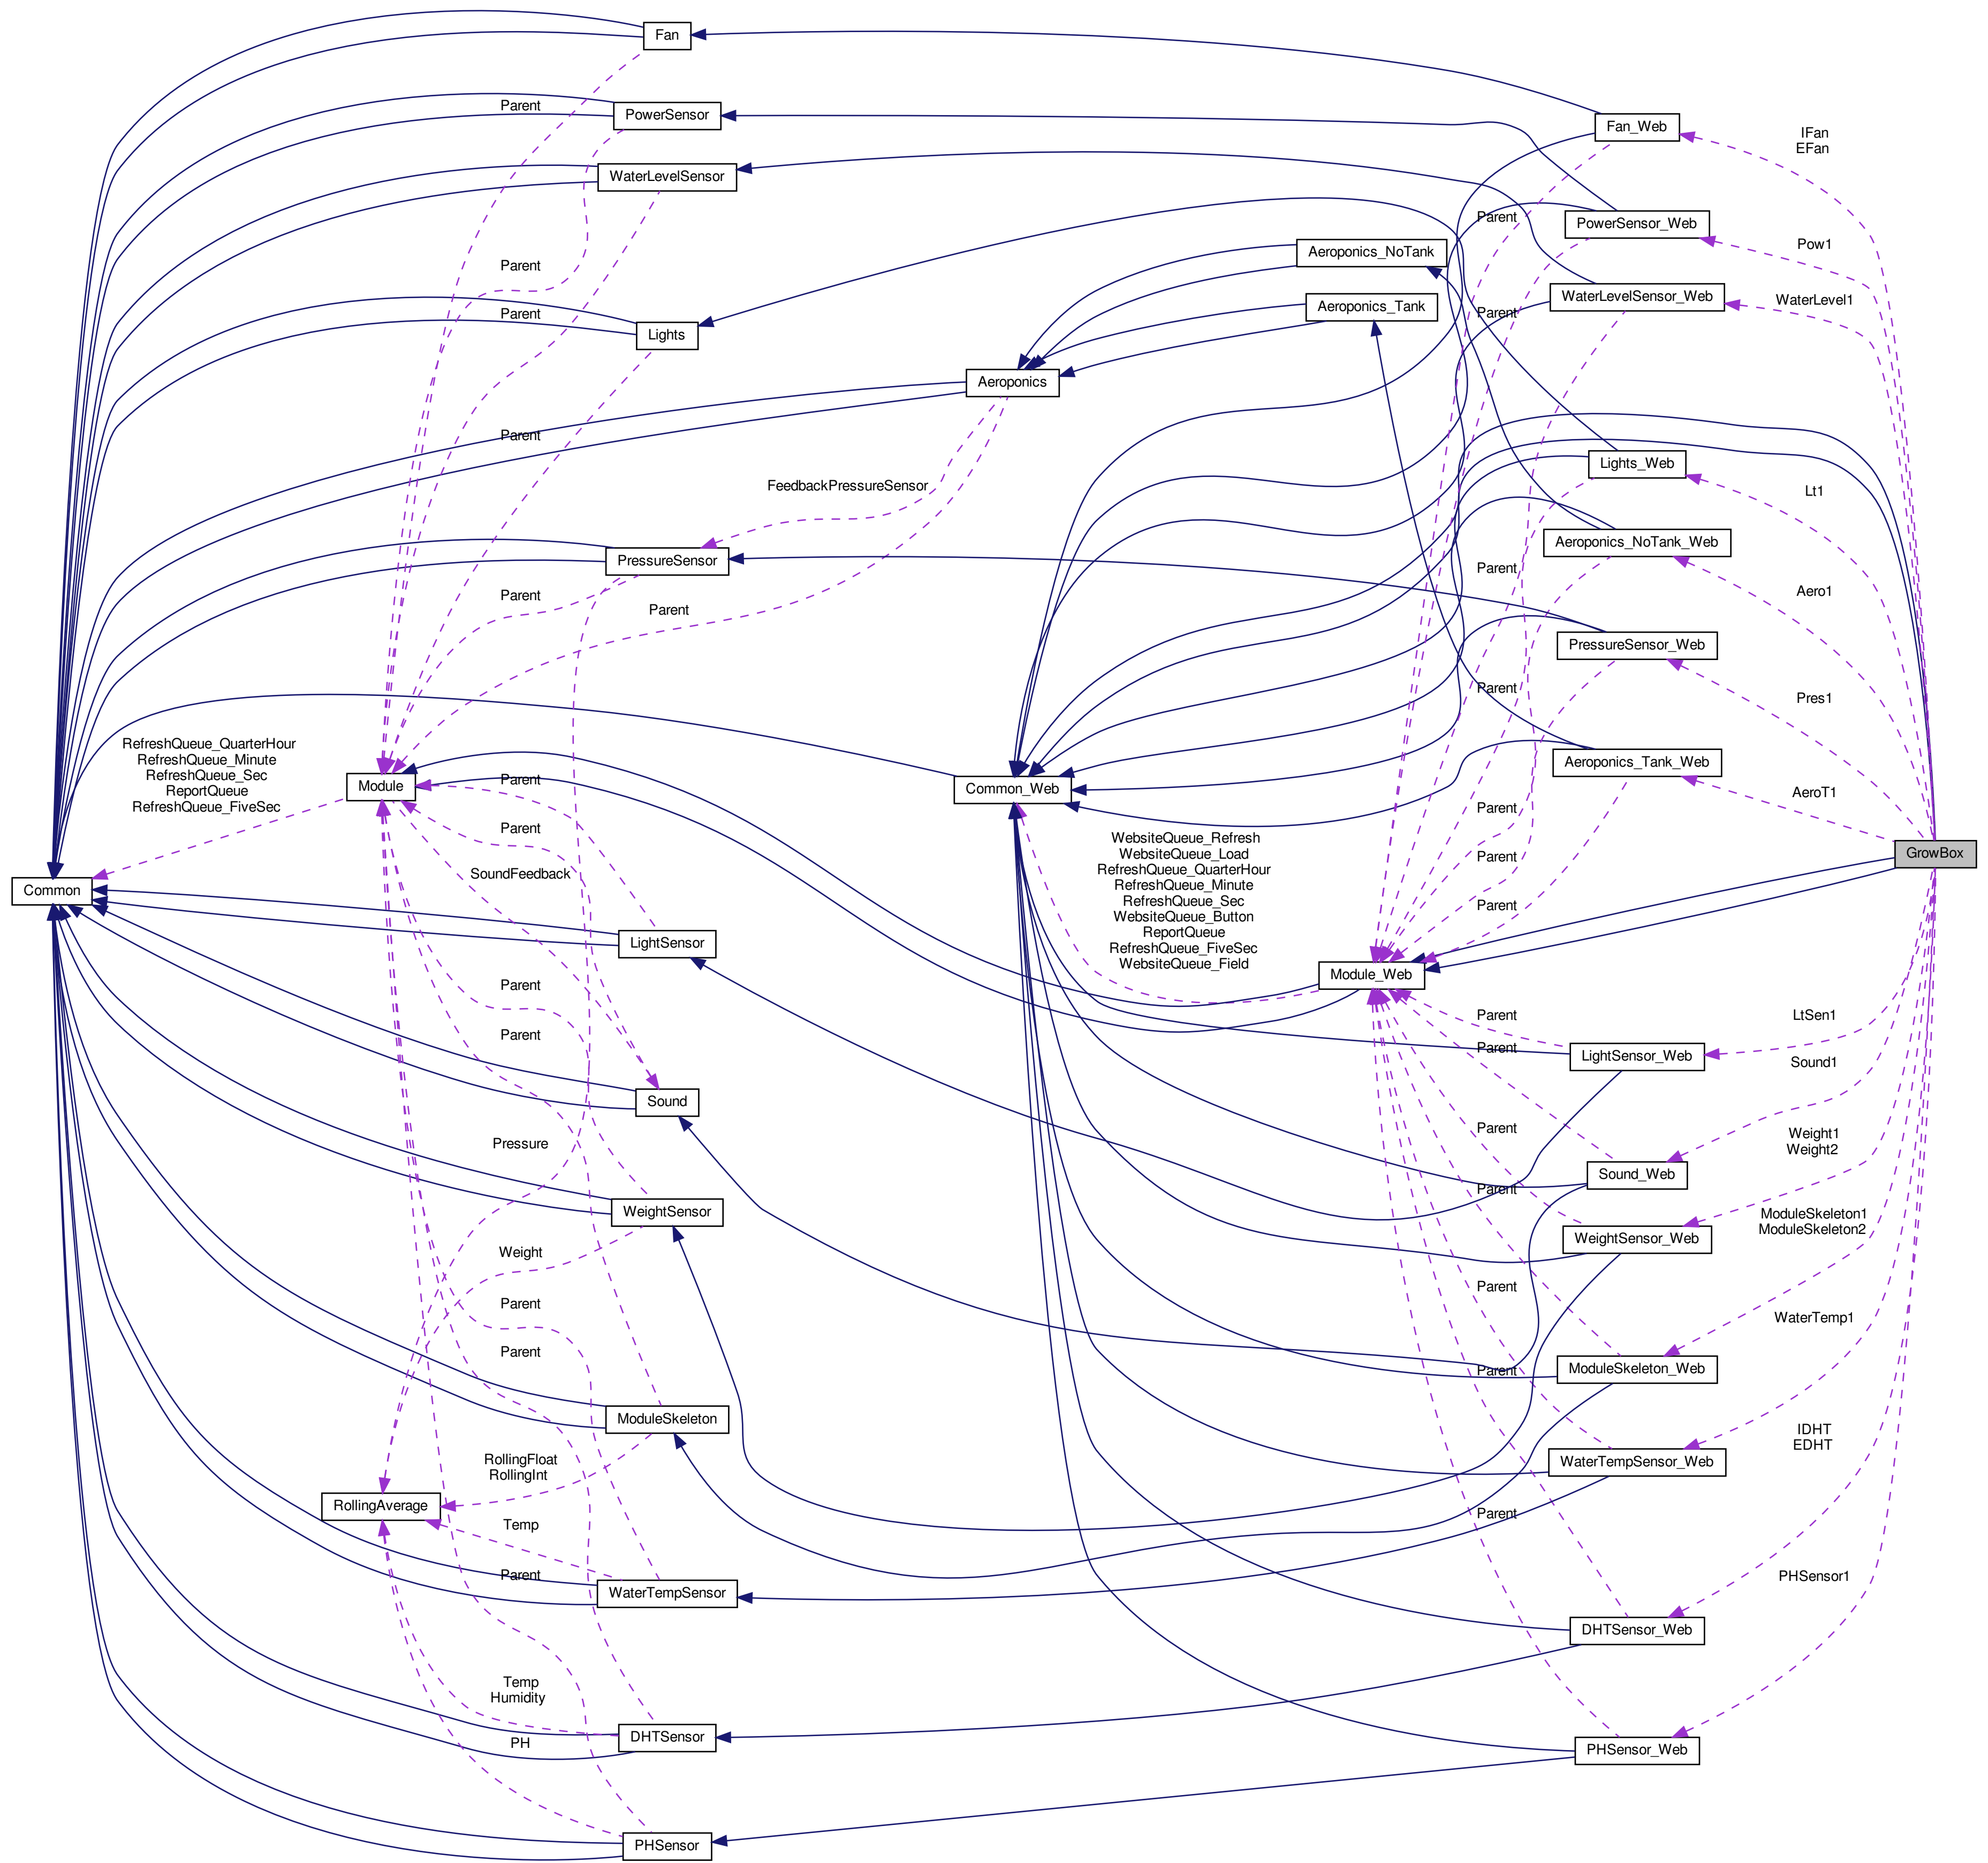 Fan
Parent
PowerSensor
Fan_Web
IFan
EFan
WaterLevelSensor
Parent
PowerSensor_Web
Pow1
Aeroponics_NoTank
Parent
WaterLevelSensor_Web
WaterLevel1
Aeroponics_Tank
Parent
Lights
Parent
Aeroponics
Parent
Lights_Web
Lt1
FeedbackPressureSensor
Aeroponics_NoTank_Web
PressureSensor
Parent
Parent
Aero1
Parent
PressureSensor_Web
Parent
Pres1
RefreshQueue_QuarterHour
RefreshQueue_Minute
RefreshQueue_Sec
ReportQueue
RefreshQueue_FiveSec
Module
Parent
Common_Web
Aeroponics_Tank_Web
AeroT1
Parent
Parent
WebsiteQueue_Refresh
WebsiteQueue_Load
RefreshQueue_QuarterHour
RefreshQueue_Minute
RefreshQueue_Sec
WebsiteQueue_Button
ReportQueue
RefreshQueue_FiveSec
WebsiteQueue_Field
Parent
GrowBox
Common
SoundFeedback
Parent
LightSensor
Module_Web
Parent
Parent
Parent
LtSen1
Parent
LightSensor_Web
Sound1
Sound
Parent
Weight1
Weight2
Pressure
Sound_Web
Parent
WeightSensor
WeightSensor_Web
ModuleSkeleton1
ModuleSkeleton2
Weight
Parent
Parent
WaterTemp1
Parent
Parent
ModuleSkeleton_Web
ModuleSkeleton
RollingFloat
RollingInt
WaterTempSensor_Web
IDHT
EDHT
RollingAverage
Temp
Parent
Parent
WaterTempSensor
PHSensor1
DHTSensor_Web
Temp
Humidity
DHTSensor
PH
PHSensor_Web
PHSensor